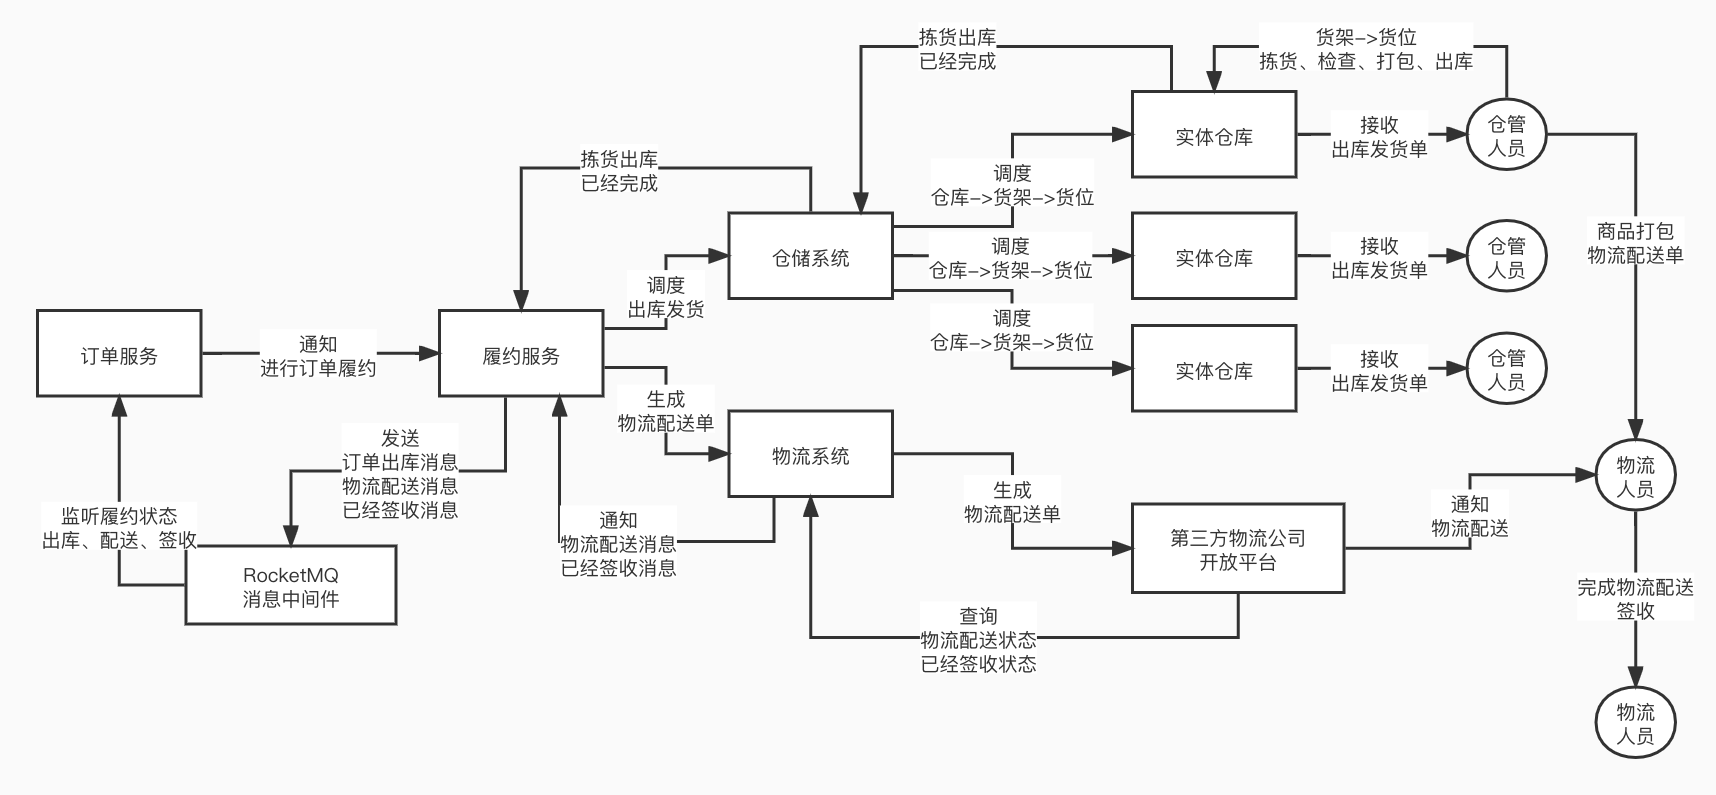 拣货出库
已经完成
货架->货位
拣货、检查、打包、出库
实体仓库
接收
出库发货单
仓管
人员
拣货出库
已经完成
调度
仓库->货架->货位
商品打包
物流配送单
仓储系统
调度
仓库->货架->货位
实体仓库
接收
出库发货单
仓管
人员
调度
出库发货
调度
仓库->货架->货位
订单服务
通知
进行订单履约
履约服务
实体仓库
接收
出库发货单
仓管
人员
生成
物流配送单
发送
订单出库消息
物流配送消息
已经签收消息
物流系统
物流
人员
生成
物流配送单
通知
物流配送
监听履约状态
出库、配送、签收
通知
物流配送消息
已经签收消息
第三方物流公司
开放平台
RocketMQ
消息中间件
完成物流配送
签收
查询
物流配送状态
已经签收状态
物流
人员